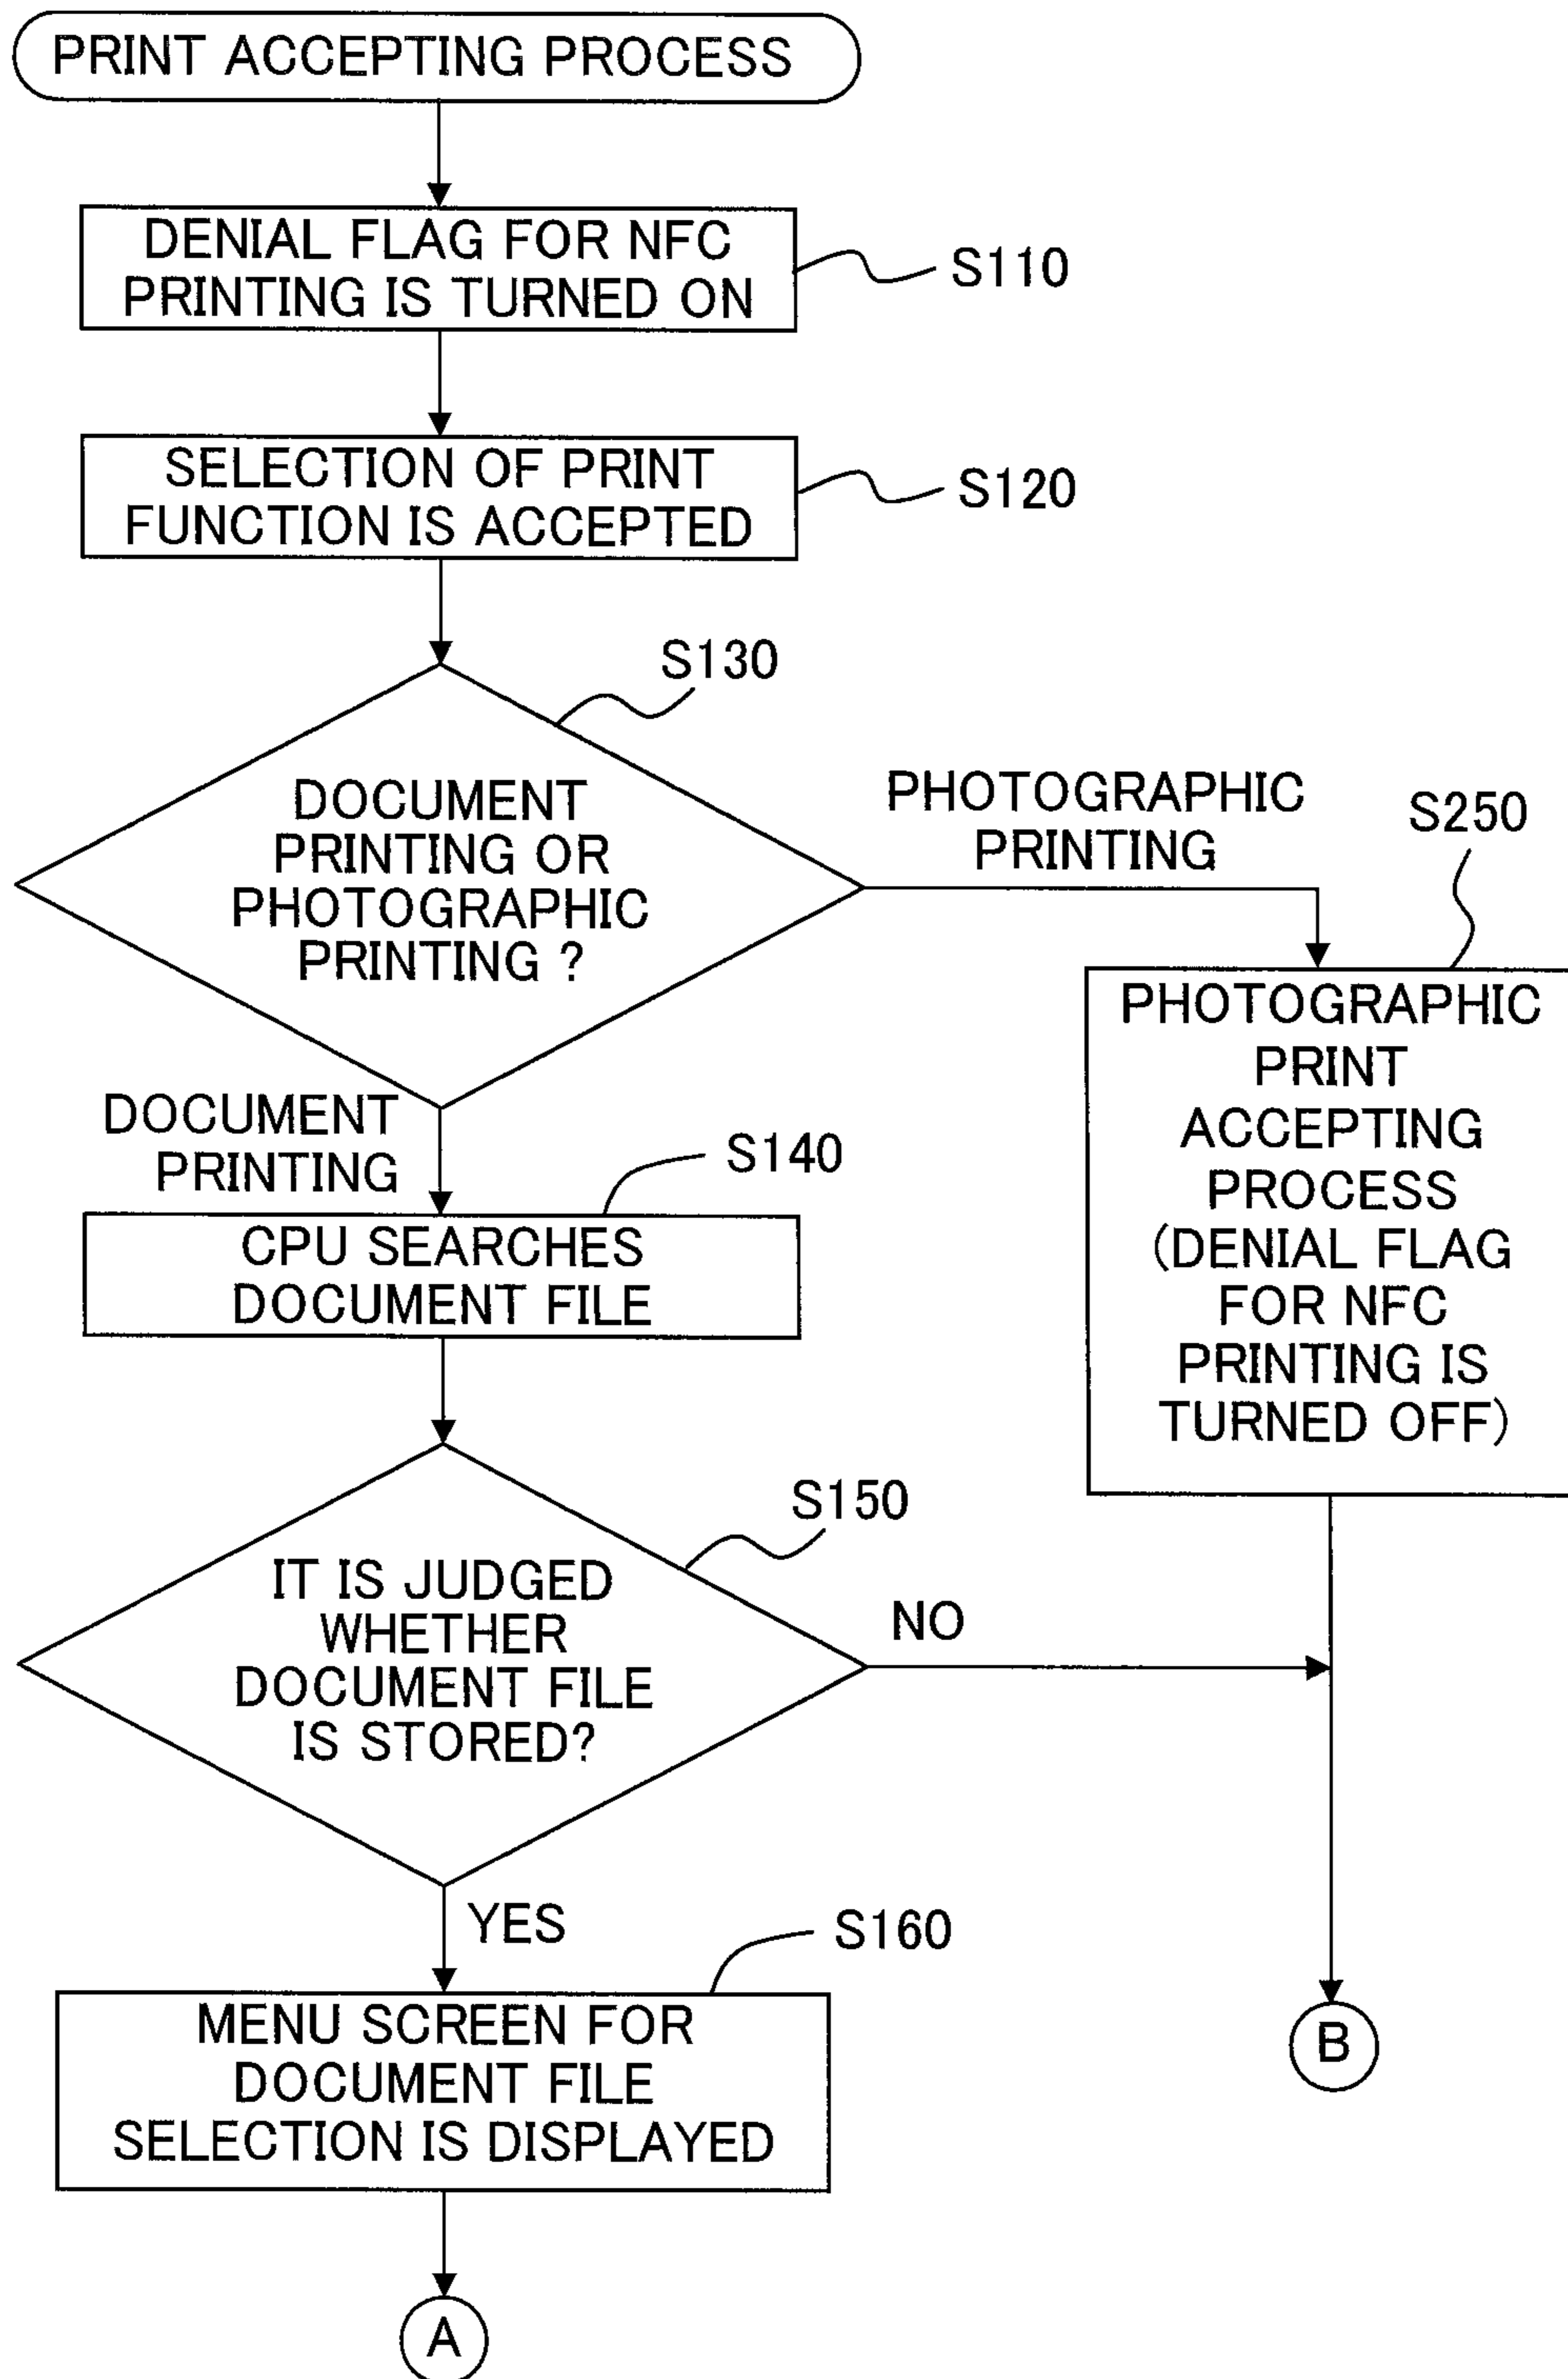 PRINT ACCEPTING PROCESS
DENIAL FLAG FOR NFC
PRINTING IS TURNED ON
S110
SELECTION OF PRINT
FUNCTION IS ACCEPTED
S120
S130
DOCUMENT
PRINTING OR
PHOTOGRAPHIC
PRINTING ?
PHOTOGRAPHIC
PRINTING
S250
PHOTOGRAPHIC
PRINT
ACCEPTING
PROCESS
(DENIAL FLAG
FOR NFC
PRINTING IS
TURNED OFF)
DOCUMENT
PRINTING
S140
CPU SEARCHES
DOCUMENT FILE
S150
IT IS JUDGED
WHETHER
DOCUMENT FILE
IS STORED?
NO
YES
S160
MENU SCREEN FOR
DOCUMENT FILE
SELECTION IS DISPLAYED
B
A